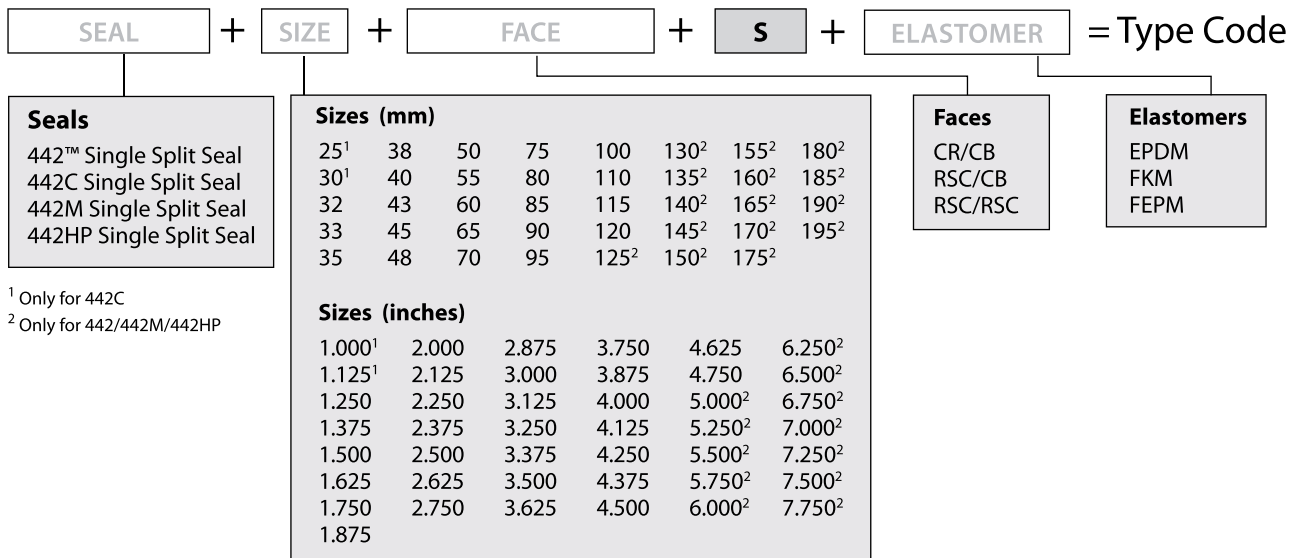 SEAL + SIZE + FACE + S + ELASTOMER = Type Code
Seals
442™ Single Split Seal
442C Single Split Seal
442M Single Split Seal
442HP Single Split Seal
¹ Only for 442C
² Only for 442/442M/442HP
Sizes (mm)
25¹ 38 50 75 100 130² 155² 180²
30¹ 40 55 80 110 135² 160² 185²
32 43 60 85 115 140² 165² 190²
33 45 65 90 120 145² 170² 195²
35 48 70 95 125² 150² 175²
Sizes (inches)
1.000¹ 2.000 2.875 3.750 4.625 6.250²
1.125¹ 2.125 3.000 3.875 4.750 6.500²
1.250 2.250 3.125 4.000 5.000² 6.750²
1.375 2.375 3.250 4.125 5.250² 7.000²
1.500 2.500 3.375 4.250 5.500² 7.250²
1.625 2.625 3.500 4.375 5.750² 7.500²
1.750 2.750 3.625 4.500 6.000² 7.750²
1.875
Faces
CR/CB
RSC/CB
RSC/RSC
Elastomers
EPDM
FKM
FEPM